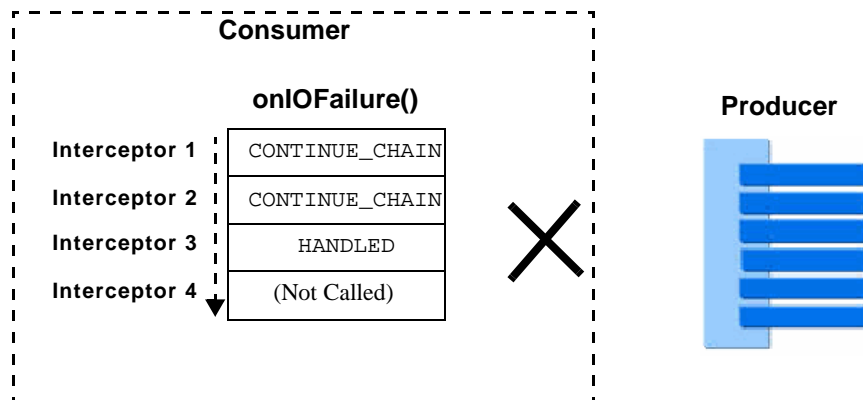 Consumer
onIOFailure()
Producer
Interceptor 1 CONTINUE_CHAIN
Interceptor 2 CONTINUE_CHAIN
Interceptor 3 HANDLED
Interceptor 4 (Not Called)